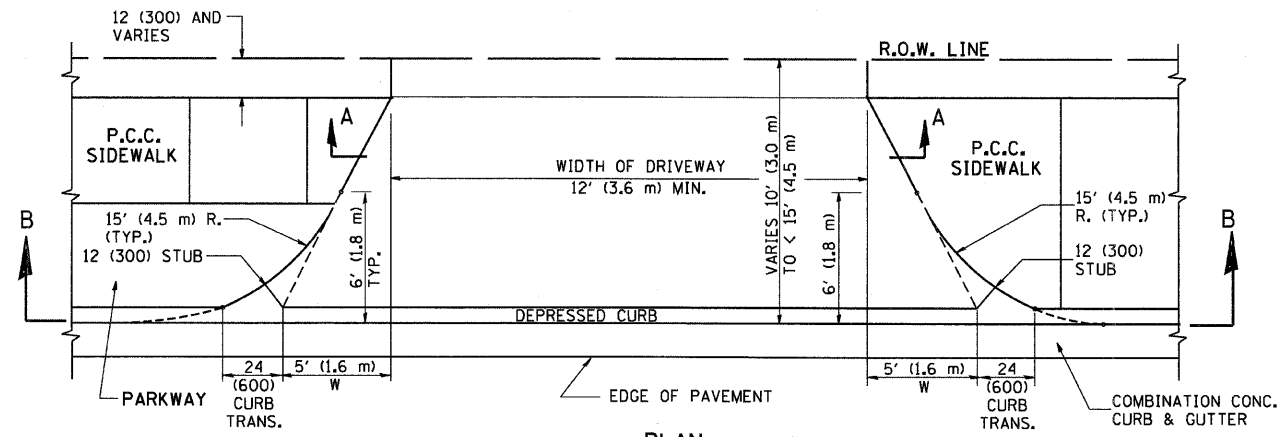 12 (300) AND
VARIES
R.O.W. LINE
P.C.C.
SIDEWALK
A
WIDTH OF DRIVEWAY
12' (3.6 m) MIN.
VARIES 10' (3.0 m)
TO < 15' (4.5 m)
A
P.C.C.
SIDEWALK
B
15' (4.5 m) R.
(TYP.)
12 (300) STUB
6' (1.8 m)
TYP.
6' (1.8 m)
15' (4.5 m)
R. (TYP.)
12 (300)
STUB
B
DEPRESSED CURB
PARKWAY
24
(600)
CURB
TRANS.
5' (1.6 m)
W
EDGE OF PAVEMENT
5' (1.6 m)
W
24
(600)
CURB
TRANS.
COMBINATION CONC.
CURB & GUTTER
PLAN